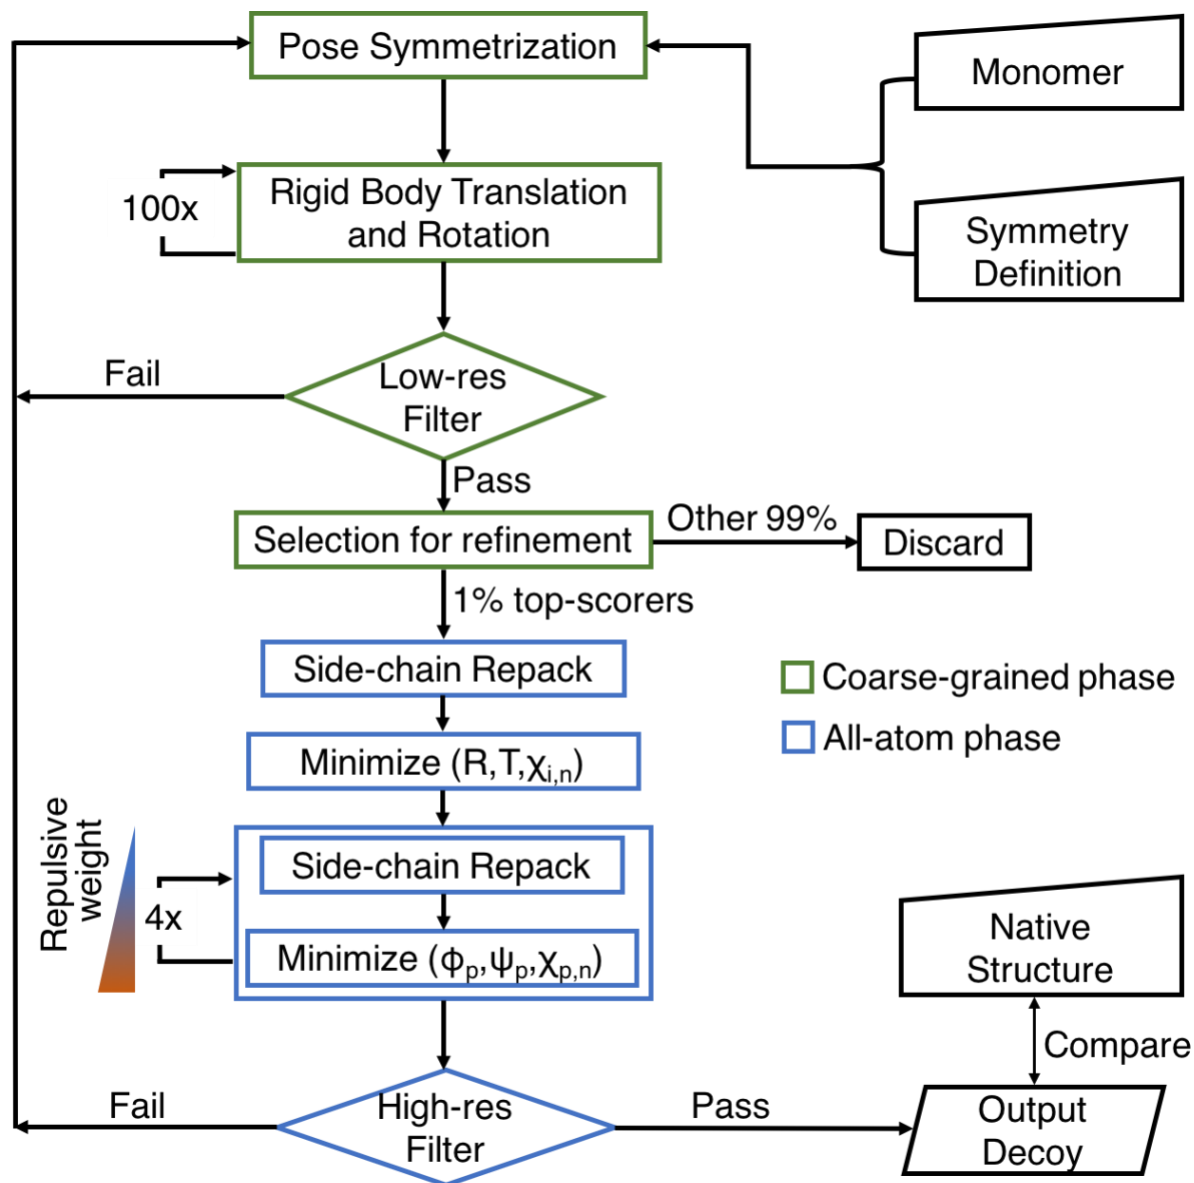 Pose Symmetrization
Monomer
Rigid Body Translation
and Rotation
100x
Symmetry
Definition
Fail
Low-res
Filter
Pass
Selection for refinement
Other 99%
Discard
1% top-scorers
Side-chain Repack
Coarse-grained phase
All-atom phase
Minimize (R,T,χi,n)
Repulsive
weight
4x
Side-chain Repack
Minimize (ϕp,ψp,χp,n)
Native
Structure
Compare
Fail
High-res
Filter
Pass
Output
Decoy